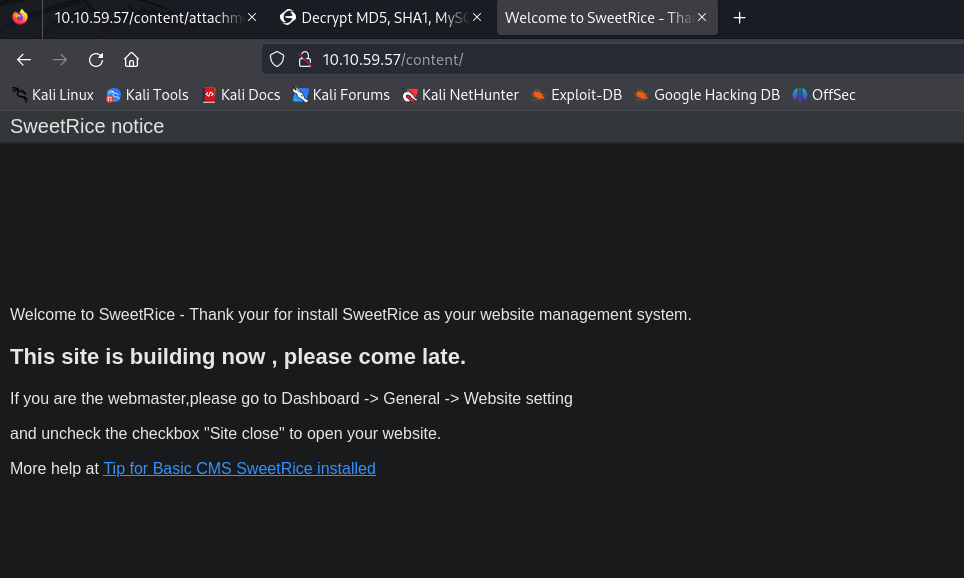 10.10.59.57/content/attachm
Decrypt MD5, SHA1, MySQ
Welcome to SweetRice - Tha
10.10.59.57/content/
Kali Linux Kali Tools Kali Docs Kali Forums Kali NetHunter Exploit-DB Google Hacking DB OffSec
SweetRice notice
Welcome to SweetRice - Thank your for install SweetRice as your website management system.
This site is building now , please come late.
If you are the webmaster,please go to Dashboard -> General -> Website setting
and uncheck the checkbox "Site close" to open your website.
More help at Tip for Basic CMS SweetRice installed